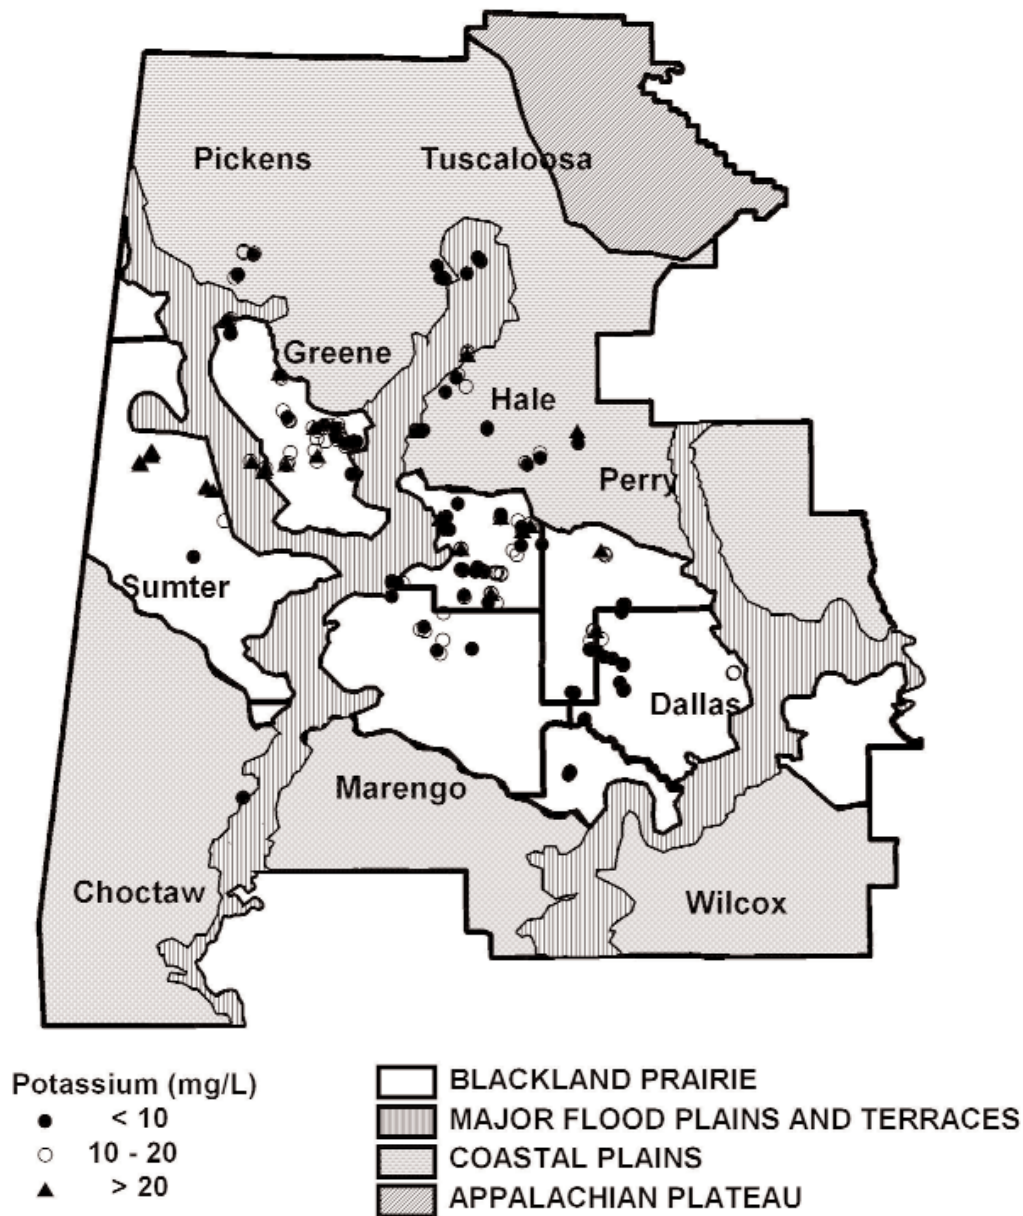 Pickens
Tuscaloosa
Greene
Hale
Perry
Sumter
Dallas
Marengo
Choctaw
Wilcox
Potassium (mg/L)
< 10
10 - 20
> 20
BLACKLAND PRAIRIE
MAJOR FLOOD PLAINS AND TERRACES
COASTAL PLAINS
APPALACHIAN PLATEAU